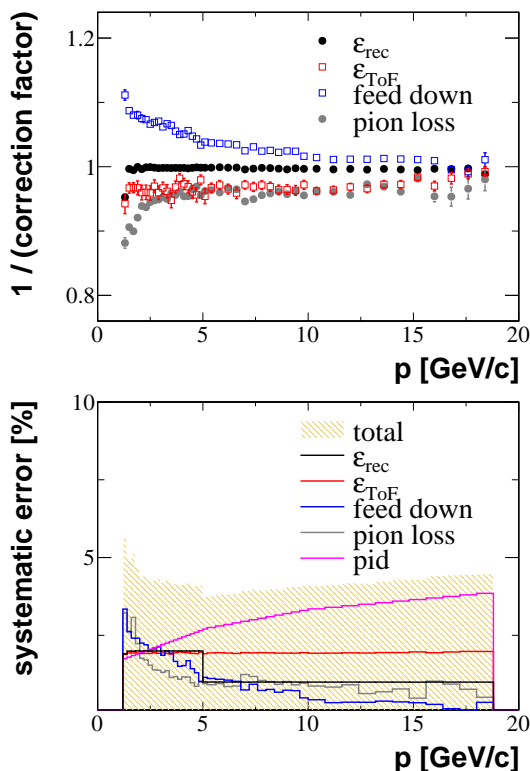 1 / (correction factor)
1.2
1
0.8
ε_rec
ε_ToF
feed down
pion loss
0 5 10 15 20
p [GeV/c]
systematic error [%]
10
5
total
ε_rec
ε_ToF
feed down
pion loss
pid
0 5 10 15 20
p [GeV/c]